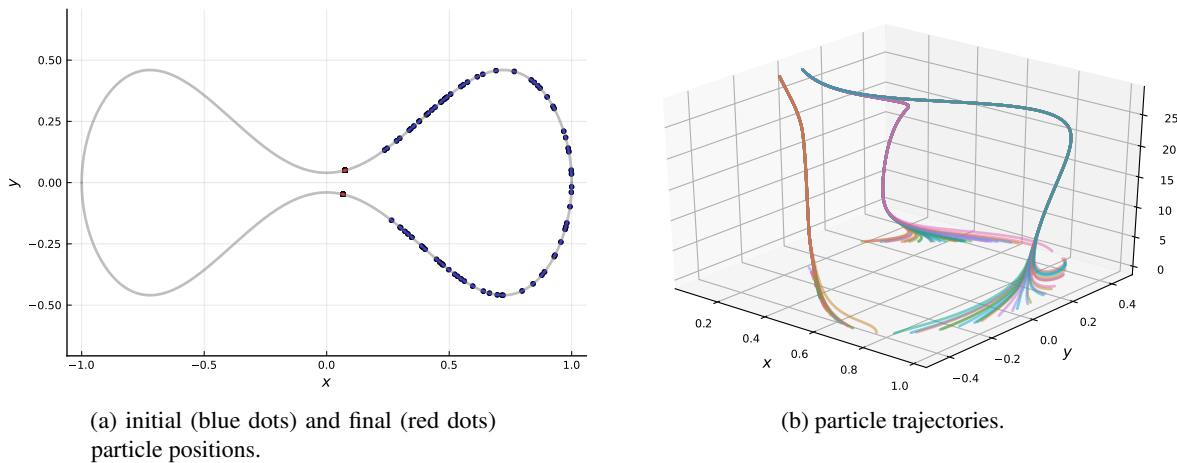 0.50
0.25
0.00
−0.25
−0.50
y
−1.0 −0.5 0.0 0.5 1.0
x
25
20
15
10
5
0
0.2 0.4 0.6 0.8 1.0
x
−0.4 −0.2 0.0 0.2 0.4
y
(a) initial (blue dots) and final (red dots)
particle positions.
(b) particle trajectories.